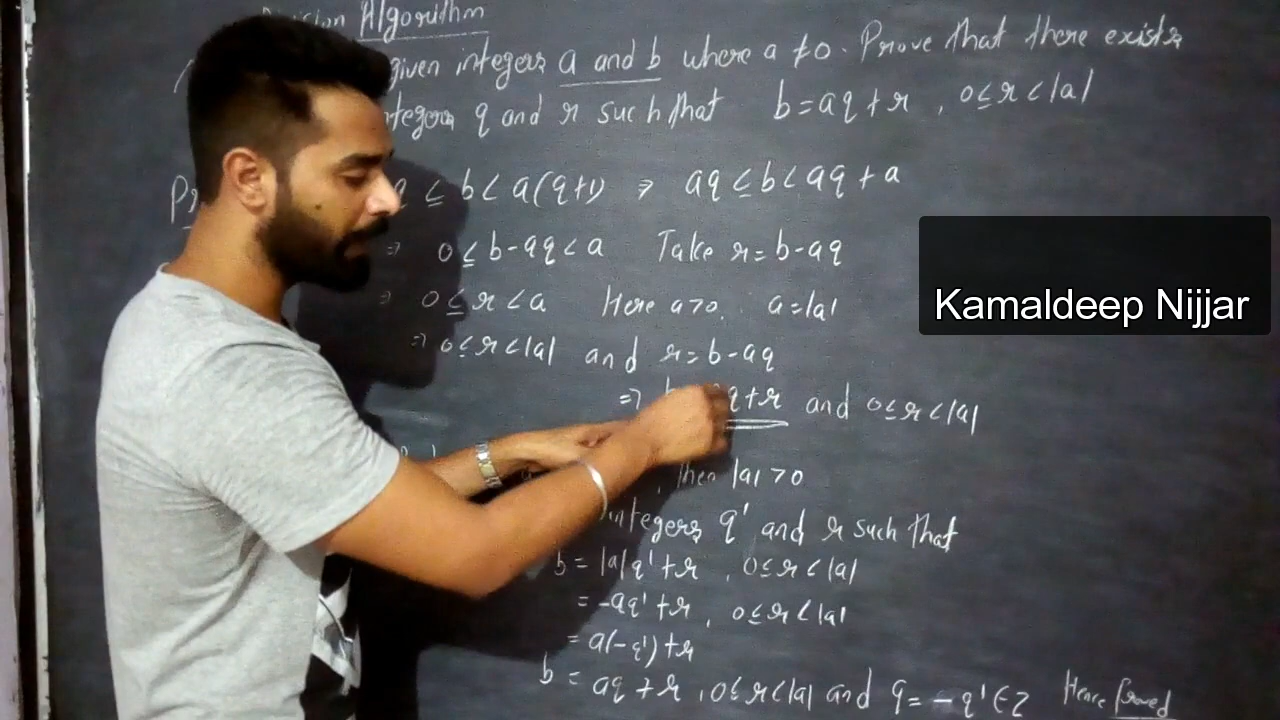 Algorithm
given integers a and b where a ≠ 0. Prove that there exists
q and r such that b = aq + r , 0 ≤ r < |a|
≤ b < a(q+1) ⇒ aq ≤ b < aq + a
⇒ 0 ≤ b - aq < a Take r = b - aq
⇒ 0 ≤ r < a Here a > 0, a = |a|
⇒ 0 ≤ r < |a| and r = b - aq
⇒ q + r and 0 ≤ r < |a|
, then |a| > 0
integers q' and r such that
b = |a| q' + r , 0 ≤ r < |a|
= -aq' + r , 0 ≤ r < |a|
= a(-q') + r
b = aq + r , 0 ≤ r < |a| and q = -q' ∈ Z Hence proved
Kamaldeep Nijjar